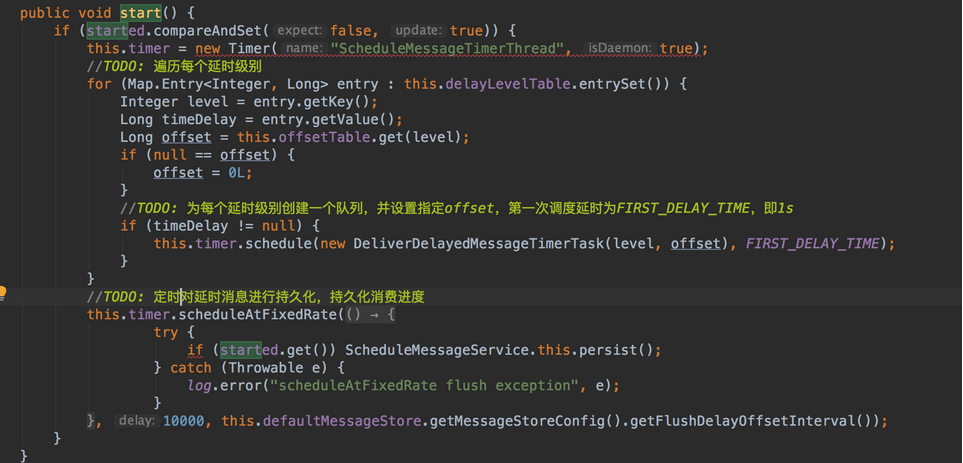 public void start() {
if (started.compareAndSet( expect: false, update: true)) {
this.timer = new Timer( name: "ScheduleMessageTimerThread", isDaemon: true);
//TODO: 遍历每个延时级别
for (Map.Entry<Integer, Long> entry : this.delayLevelTable.entrySet()) {
Integer level = entry.getKey();
Long timeDelay = entry.getValue();
Long offset = this.offsetTable.get(level);
if (null == offset) {
offset = 0L;
}
//TODO: 为每个延时级别创建一个队列，并设置指定offset，第一次调度延时为FIRST_DELAY_TIME，即1s
if (timeDelay != null) {
this.timer.schedule(new DeliverDelayedMessageTimerTask(level, offset), FIRST_DELAY_TIME);
}
}
//TODO: 定时对延时消息进行持久化，持久化消费进度
this.timer.scheduleAtFixedRate(() → {
try {
if (started.get()) ScheduleMessageService.this.persist();
} catch (Throwable e) {
log.error("scheduleAtFixedRate flush exception", e);
}
}, delay: 10000, this.defaultMessageStore.getMessageStoreConfig().getFlushDelayOffsetInterval());
}
}